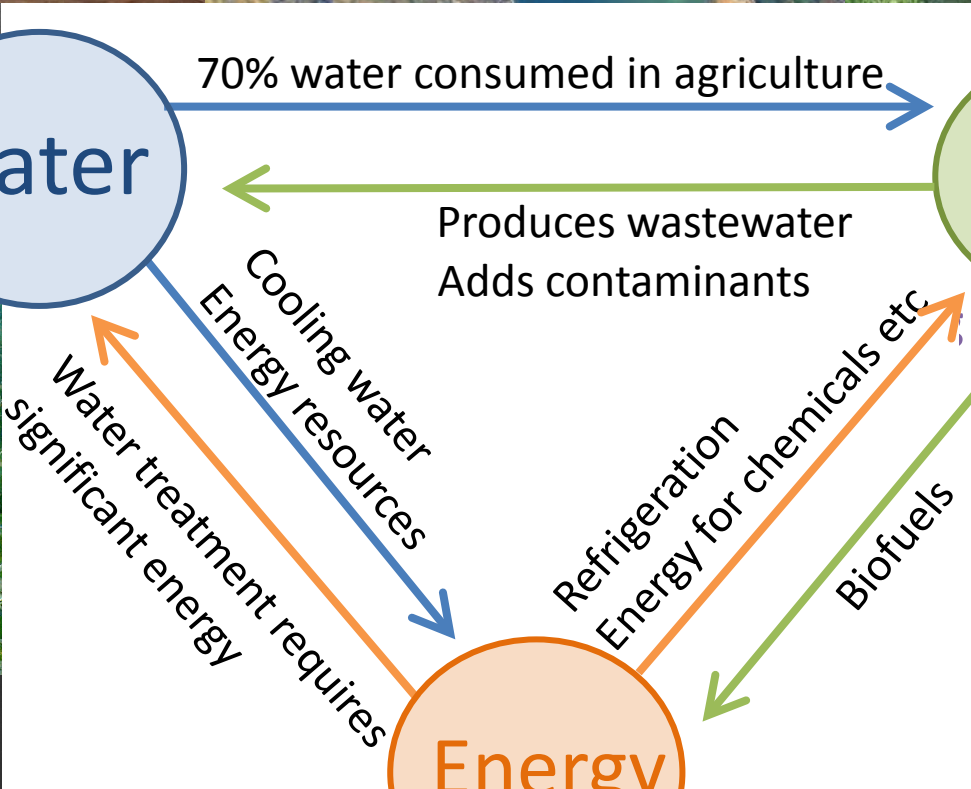 70% water consumed in agriculture
ater
Produces wastewater
Adds contaminants
Cooling water
Energy resources
Water treatment requires
significant energy
Refrigeration
Energy for chemicals etc
Biofuels
Energy